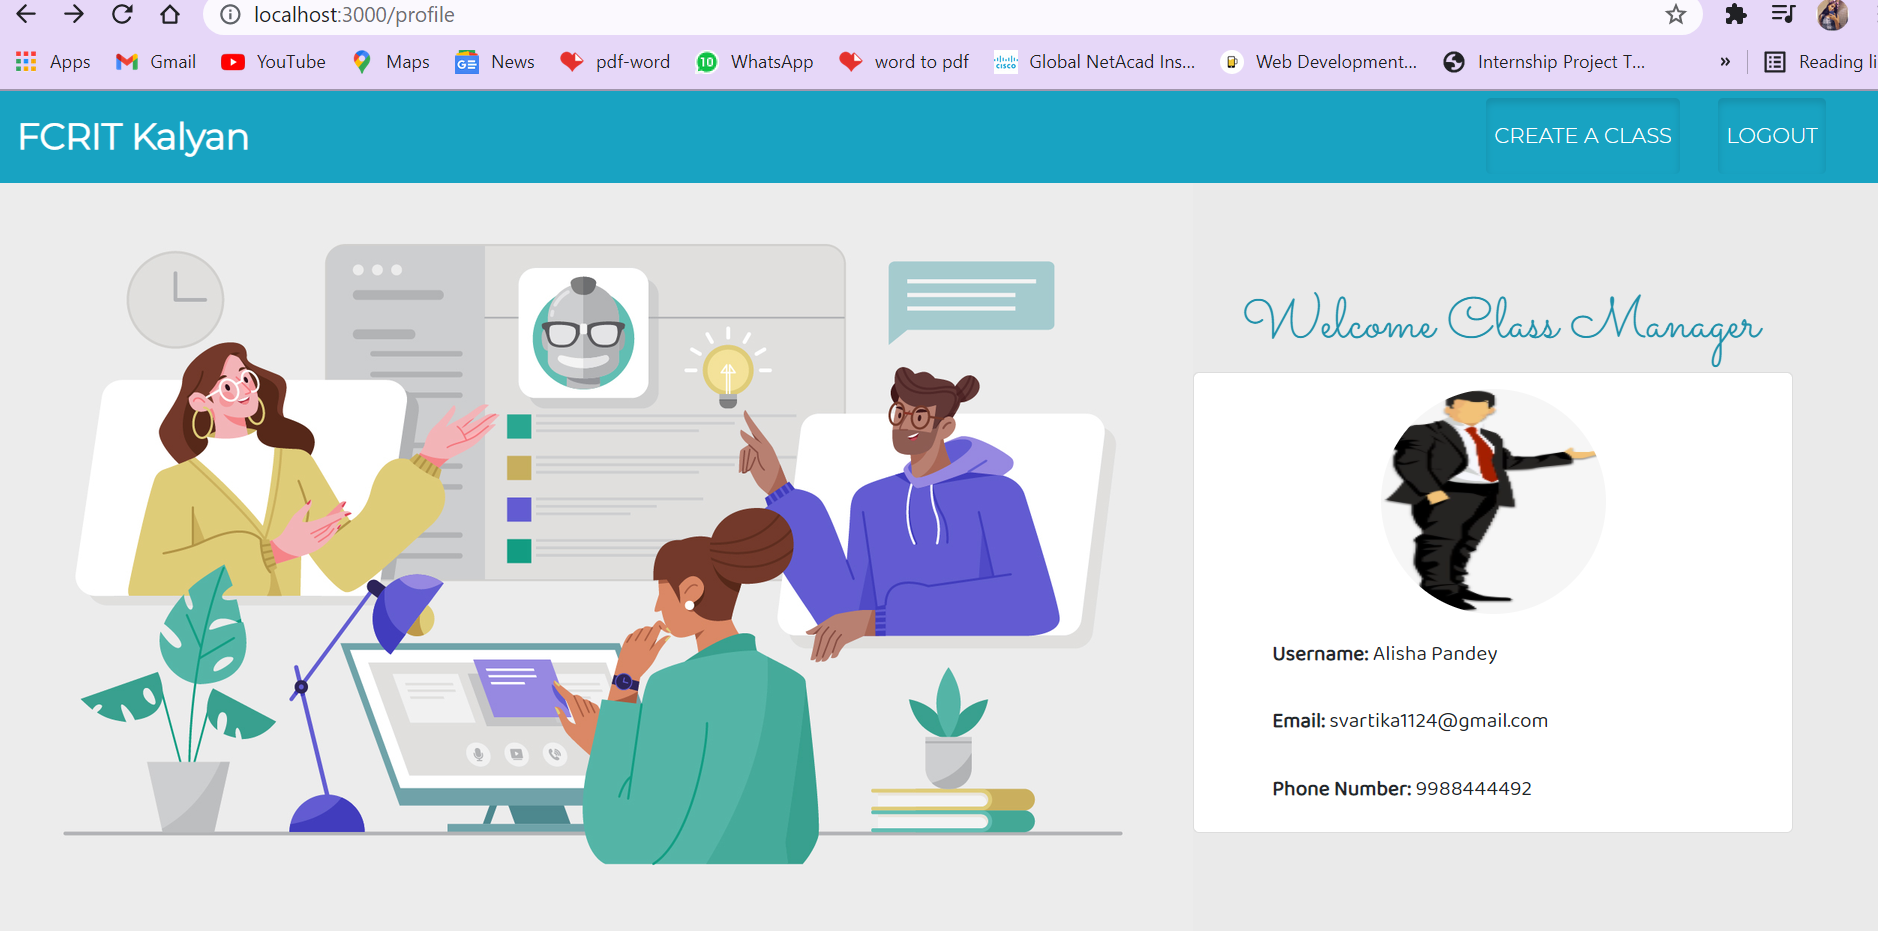 localhost:3000/profile
Apps Gmail YouTube Maps News pdf-word 10 WhatsApp word to pdf cisco Global NetAcad Ins... Web Development... Internship Project T... » Reading li
FCRIT Kalyan CREATE A CLASS LOGOUT
Welcome Class Manager
Username: Alisha Pandey
Email: svartika1124@gmail.com
Phone Number: 9988444492